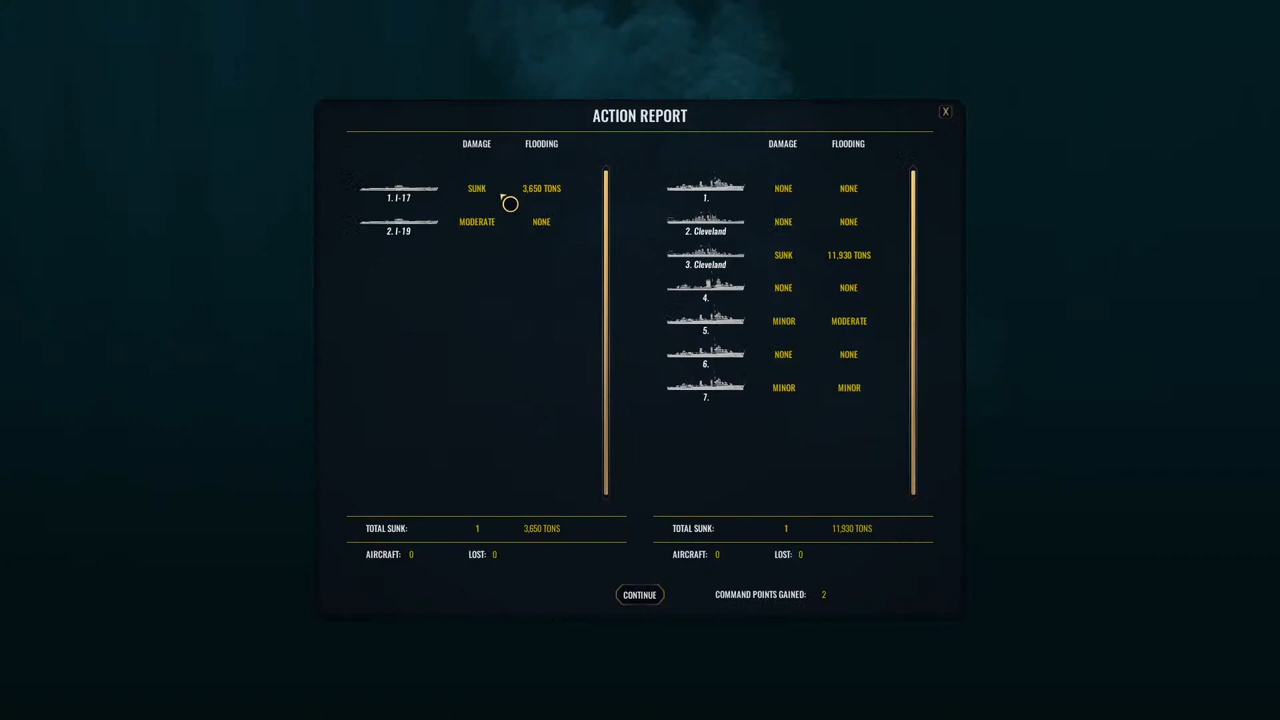 ACTION REPORT
X
DAMAGE FLOODING
SUNK 3,650 TONS
1. I-17
MODERATE NONE
2. I-19
TOTAL SUNK: 1 3,650 TONS
AIRCRAFT: 0 LOST: 0
DAMAGE FLOODING
NONE NONE
1.
NONE NONE
2. Cleveland
SUNK 11,930 TONS
3. Cleveland
NONE NONE
4.
MINOR MODERATE
5.
NONE NONE
6.
MINOR MINOR
7.
TOTAL SUNK: 1 11,930 TONS
AIRCRAFT: 0 LOST: 0
CONTINUE
COMMAND POINTS GAINED: 2